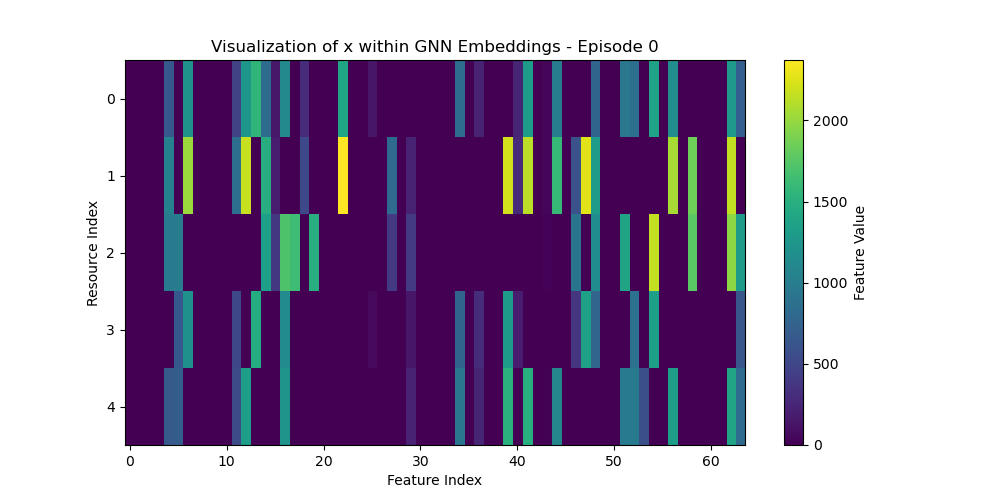 Visualization of x within GNN Embeddings - Episode 0
Resource Index
0
1
2
3
4
0 10 20 30 40 50 60
Feature Index
2000
1500
1000
500
0
Feature Value